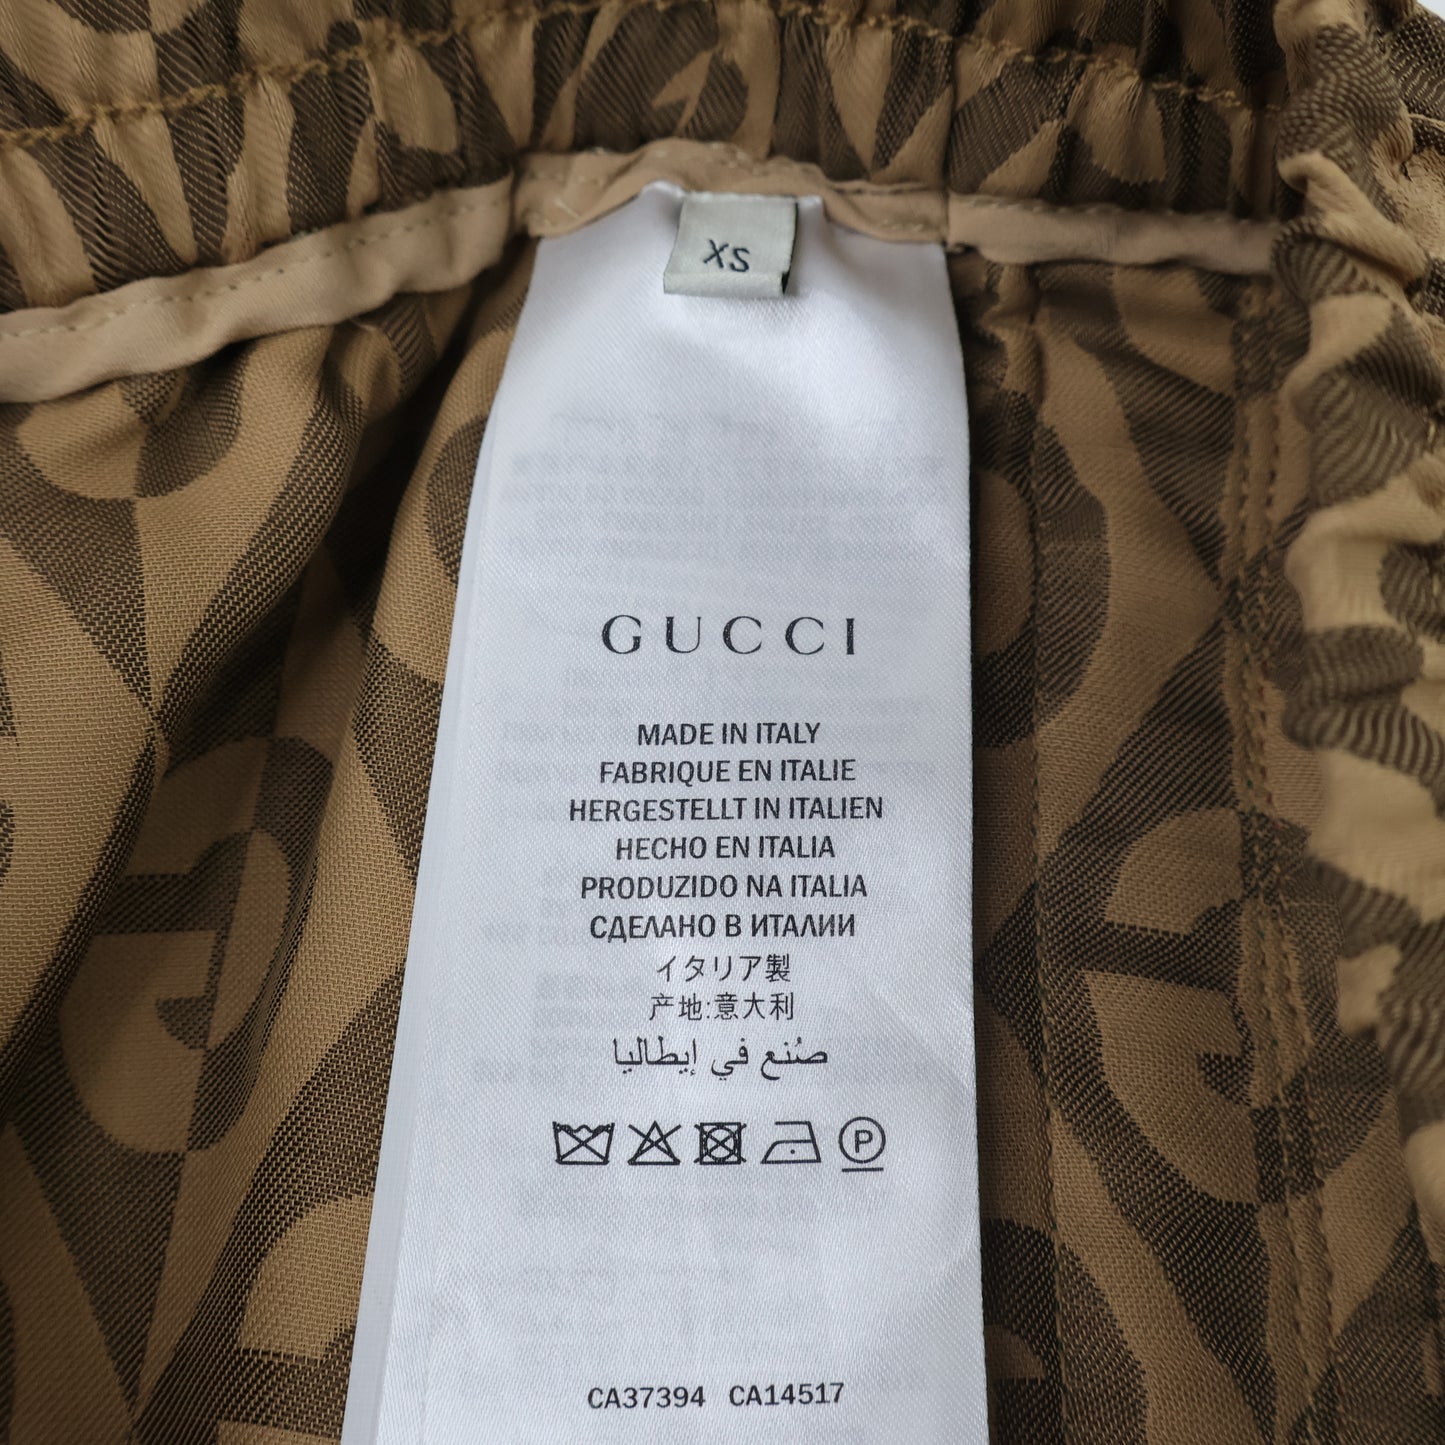 XS
GUCCI
MADE IN ITALY
FABRIQUE EN ITALIE
HERGESTELLT IN ITALIEN
HECHO EN ITALIA
PRODUZIDO NA ITALIA
СДЕЛАНО В ИТАЛИИ
イタリア製
产地:意大利
صُنع في إيطاليا
P
CA37394 CA14517